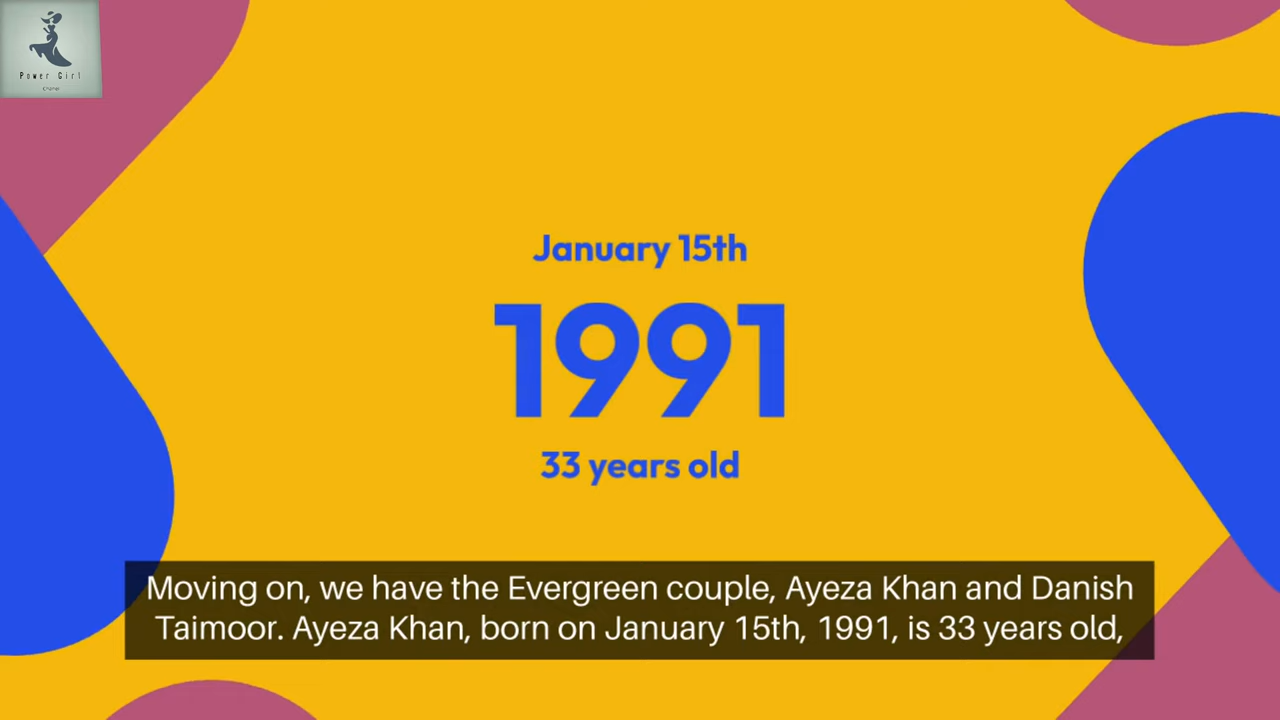 Power Girl
Chanel
January 15th
1991
33 years old
Moving on, we have the Evergreen couple, Ayeza Khan and Danish
Taimoor. Ayeza Khan, born on January 15th, 1991, is 33 years old,